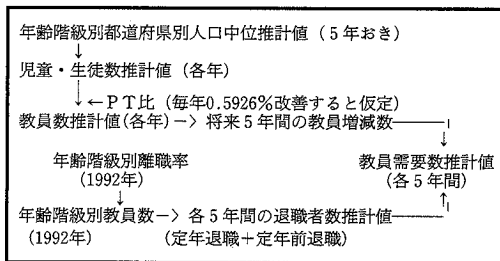 年齢階級別都道府県別人口中位推計値（5年おき）
↓
児童・生徒数推計値（各年）
↓←PT比（毎年0.5926％改善すると仮定）
教員数推計値(各年)－＞将来5年間の教員増減数
↓
年齢階級別離職率 教員需要数推計値
（1992年） （各5年間）
↓ ↑
年齢階級別教員数－＞各5年間の退職者数推計値
（1992年） （定年退職＋定年前退職）